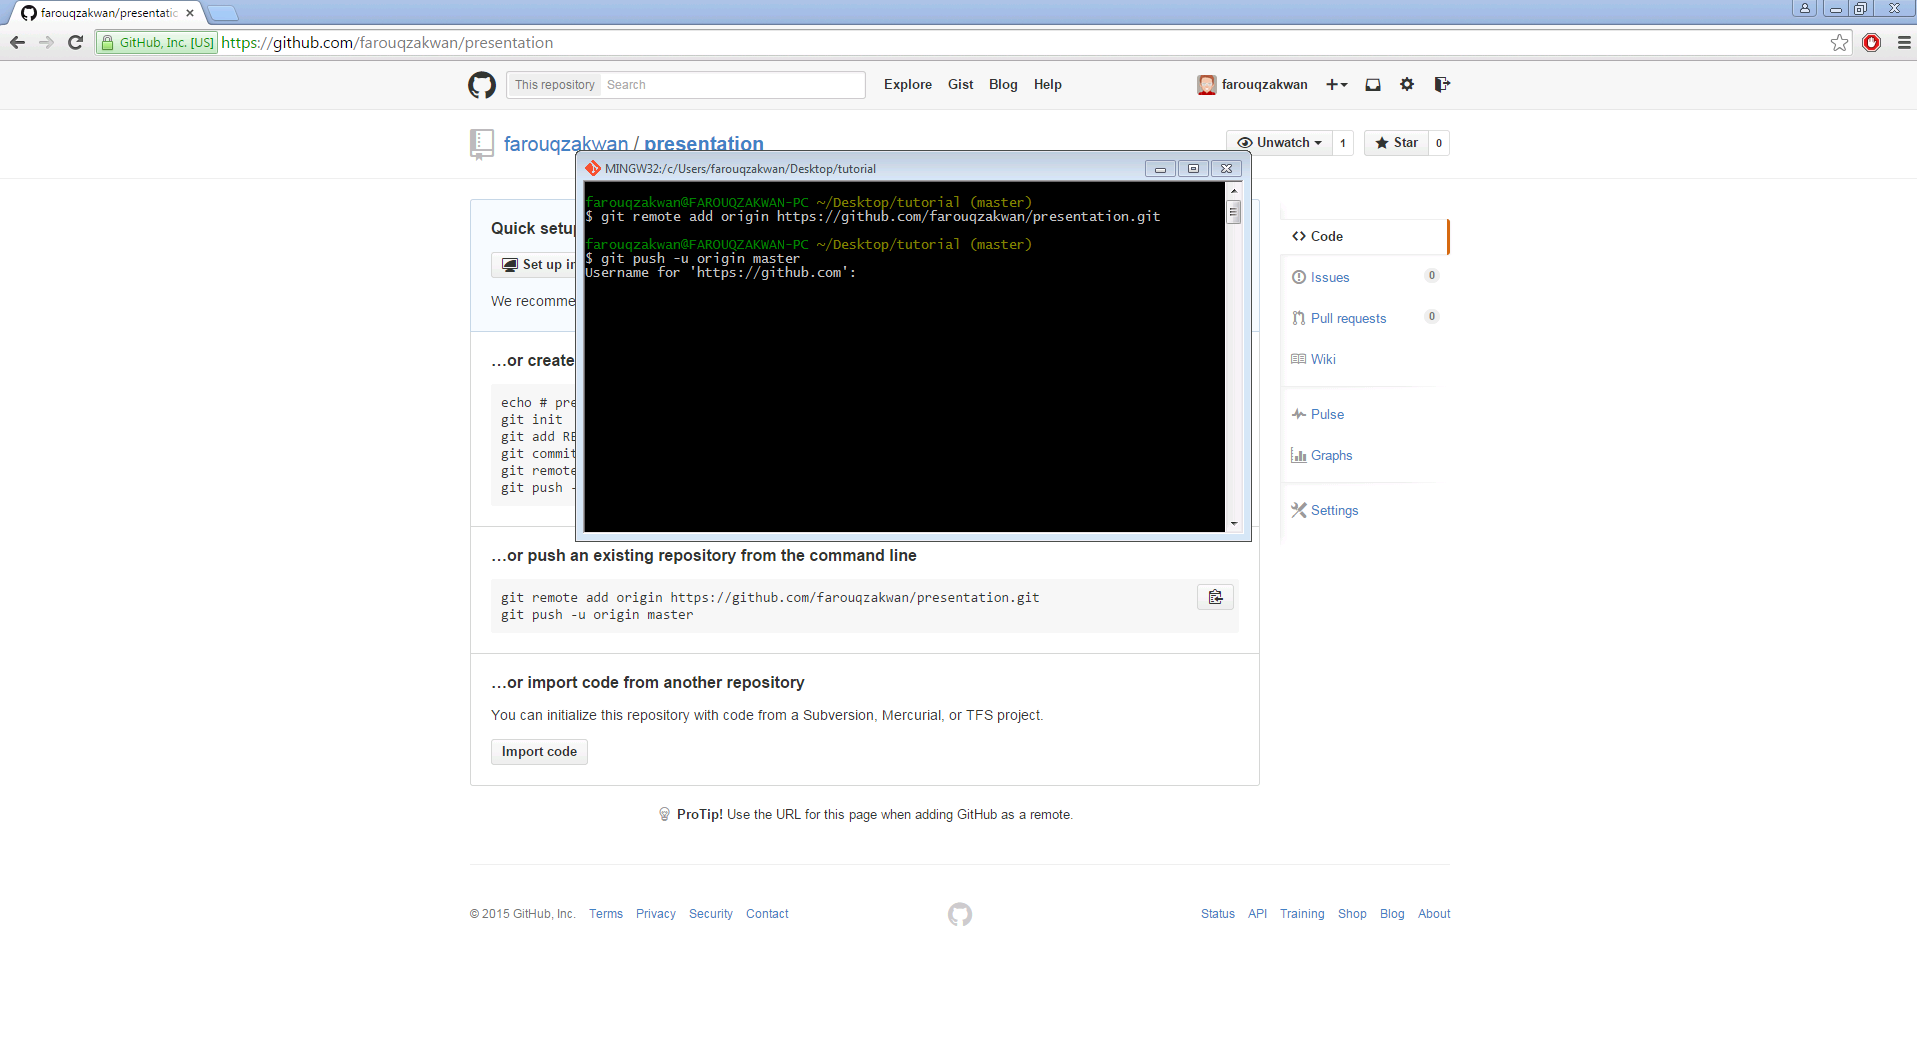 farouqzakwan/presentatic
GitHub, Inc. [US] https://github.com/farouqzakwan/presentation
This repository Search Explore Gist Blog Help farouqzakwan
farouqzakwan / presentation Unwatch 1 Star 0
MINGW32:/c/Users/farouqzakwan/Desktop/tutorial
farouqzakwan@FAROUQZAKWAN-PC ~/Desktop/tutorial (master)
$ git remote add origin https://github.com/farouqzakwan/presentation.git
farouqzakwan@FAROUQZAKWAN-PC ~/Desktop/tutorial (master)
$ git push -u origin master
Username for 'https://github.com':
Quick setup
Set up in
We recomme
...or create
echo # pre
git init
git add RE
git commit
git remote
git push -
...or push an existing repository from the command line
git remote add origin https://github.com/farouqzakwan/presentation.git
git push -u origin master
...or import code from another repository
You can initialize this repository with code from a Subversion, Mercurial, or TFS project.
Import code
ProTip! Use the URL for this page when adding GitHub as a remote.
Code
Issues 0
Pull requests 0
Wiki
Pulse
Graphs
Settings
© 2015 GitHub, Inc. Terms Privacy Security Contact Status API Training Shop Blog About